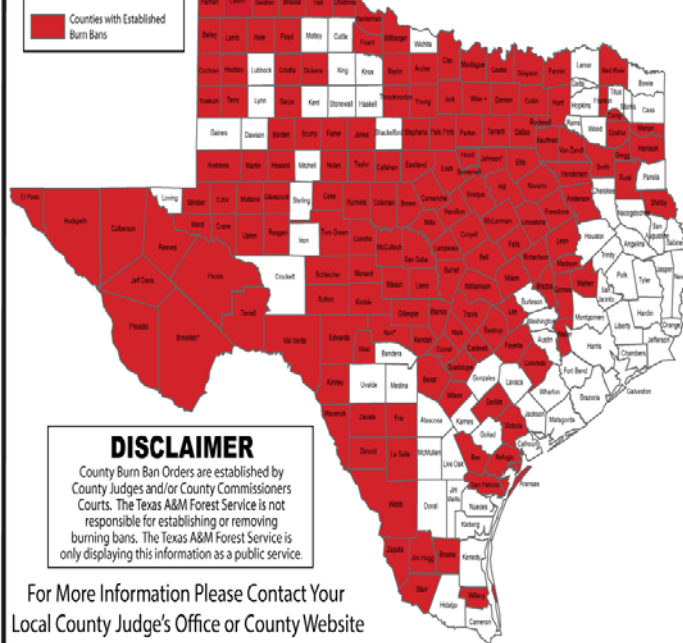 Counties with Established
Burn Bans
Motley Cottle
Wichita
Bailey Lamb Hale Floyd Foard Wilbarger
Cochran Hockley Lubbock Crosby Dickens King Knox Baylor Archer Clay Montague Cooke Grayson Fannin Lamar Red River Bowie
Delta Titus Cass
Yoakum Terry Lynn Garza Kent Stonewall Haskell Throckmorton Young Jack Wise Denton Collin Hunt Hopkins
Gaines Dawson Borden Scurry Fisher Jones Shackelford Stephens Palo Pinto Parker Tarrant Dallas Rockwall Kaufman Rains Wood Upshur Marion
Van Zandt Gregg Harrison
Andrews Martin Howard Mitchell Nolan Taylor Callahan Eastland Erath Hood Somervell Johnson Ellis Henderson Smith Rusk Panola
El Paso Hudspeth Culberson Loving Winkler Ector Midland Glasscock Sterling Coke Runnels Coleman Brown Comanche Bosque Hill Navarro Anderson Cherokee Shelby
Hamilton Freestone Nacogdoches
Reeves Ward Crane Upton Reagan Irion Tom Green Concho McCulloch Mills Coryell McLennan Limestone Leon Houston San Augustine
San Saba Lampasas Falls Angelina
Jeff Davis Pecos Crockett Schleicher Menard Mason Llano Burnet Bell Robertson Madison Trinity Polk Tyler Jasper
Presidio Brewster* Terrell Sutton Kimble Gillespie Blanco Williamson Milam Brazos Grimes Walker San Jacinto Hardin
Val Verde Edwards Kerr* Kendall Hays Travis Bastrop Lee Burleson Washington Montgomery Liberty Orange
Real Bandera Comal Caldwell Fayette Austin Harris Chambers Jefferson
Kinney Uvalde Medina Bexar Guadalupe Gonzales Lavaca Colorado Fort Bend Galveston
Maverick Zavala Frio Atascosa Wilson Karnes DeWitt Wharton Brazoria
Victoria Jackson Matagorda
Dimmit La Salle McMullen Live Oak Bee Goliad Refugio Calhoun
San Patricio Aransas
Webb Duval Jim Wells Nueces
Kleberg
Zapata Jim Hogg Brooks Kenedy
Starr Hidalgo Willacy
Cameron
DISCLAIMER
County Burn Ban Orders are established by
County Judges and/or County Commissioners
Courts. The Texas A&M Forest Service is not
responsible for establishing or removing
burning bans. The Texas A&M Forest Service is
only displaying this information as a public service.
For More Information Please Contact Your
Local County Judge's Office or County Website